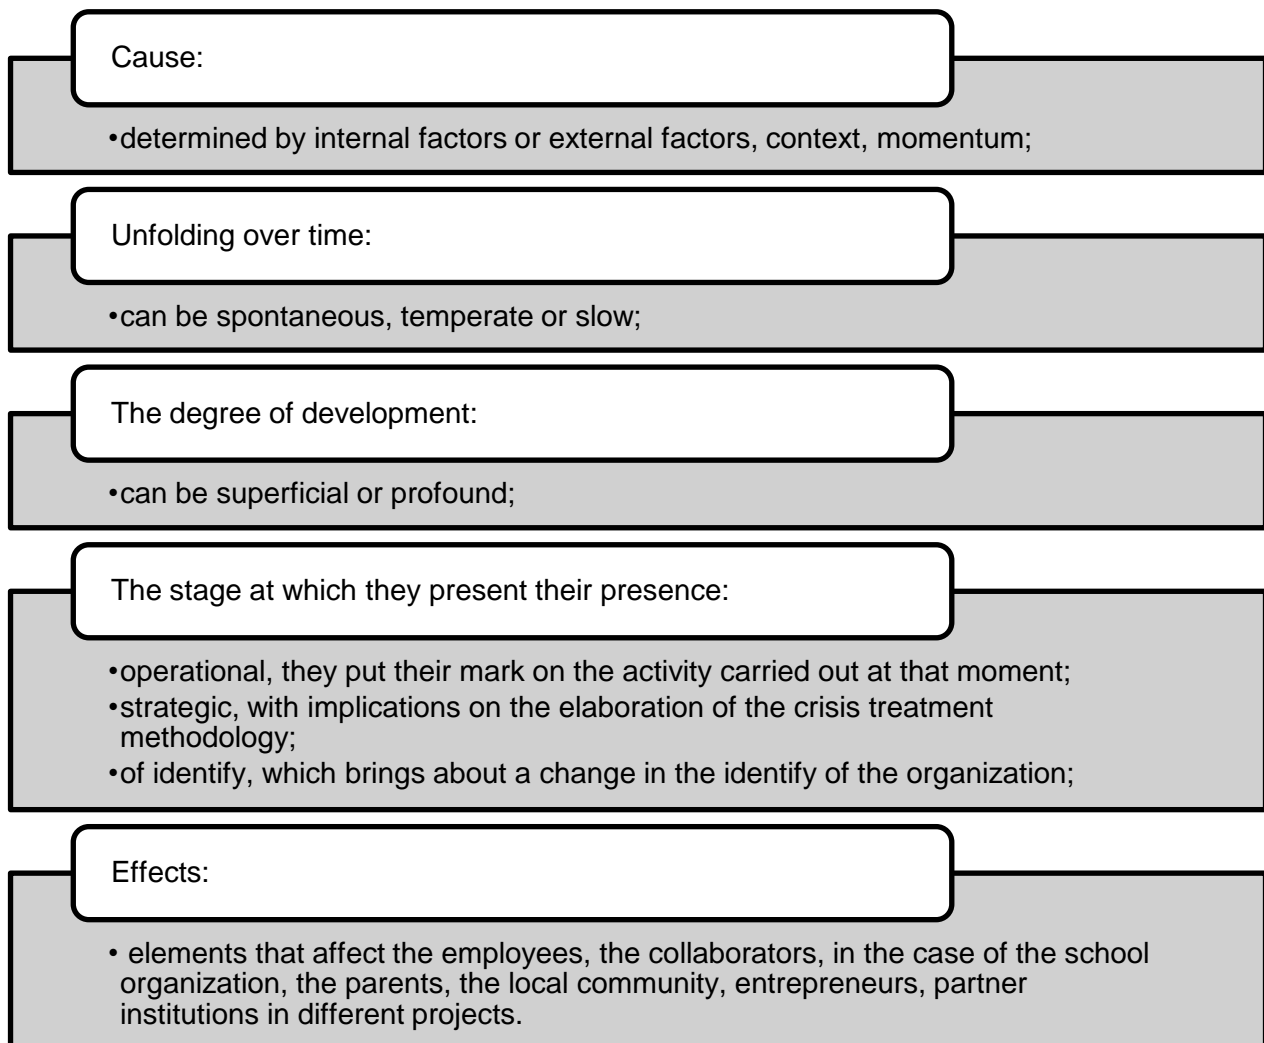 Cause:
•determined by internal factors or external factors, context, momentum;
Unfolding over time:
•can be spontaneous, temperate or slow;
The degree of development:
•can be superficial or profound;
The stage at which they present their presence:
•operational, they put their mark on the activity carried out at that moment;
•strategic, with implications on the elaboration of the crisis treatment
methodology;
•of identify, which brings about a change in the identify of the organization;
Effects:
• elements that affect the employees, the collaborators, in the case of the school
organization, the parents, the local community, entrepreneurs, partner
institutions in different projects.